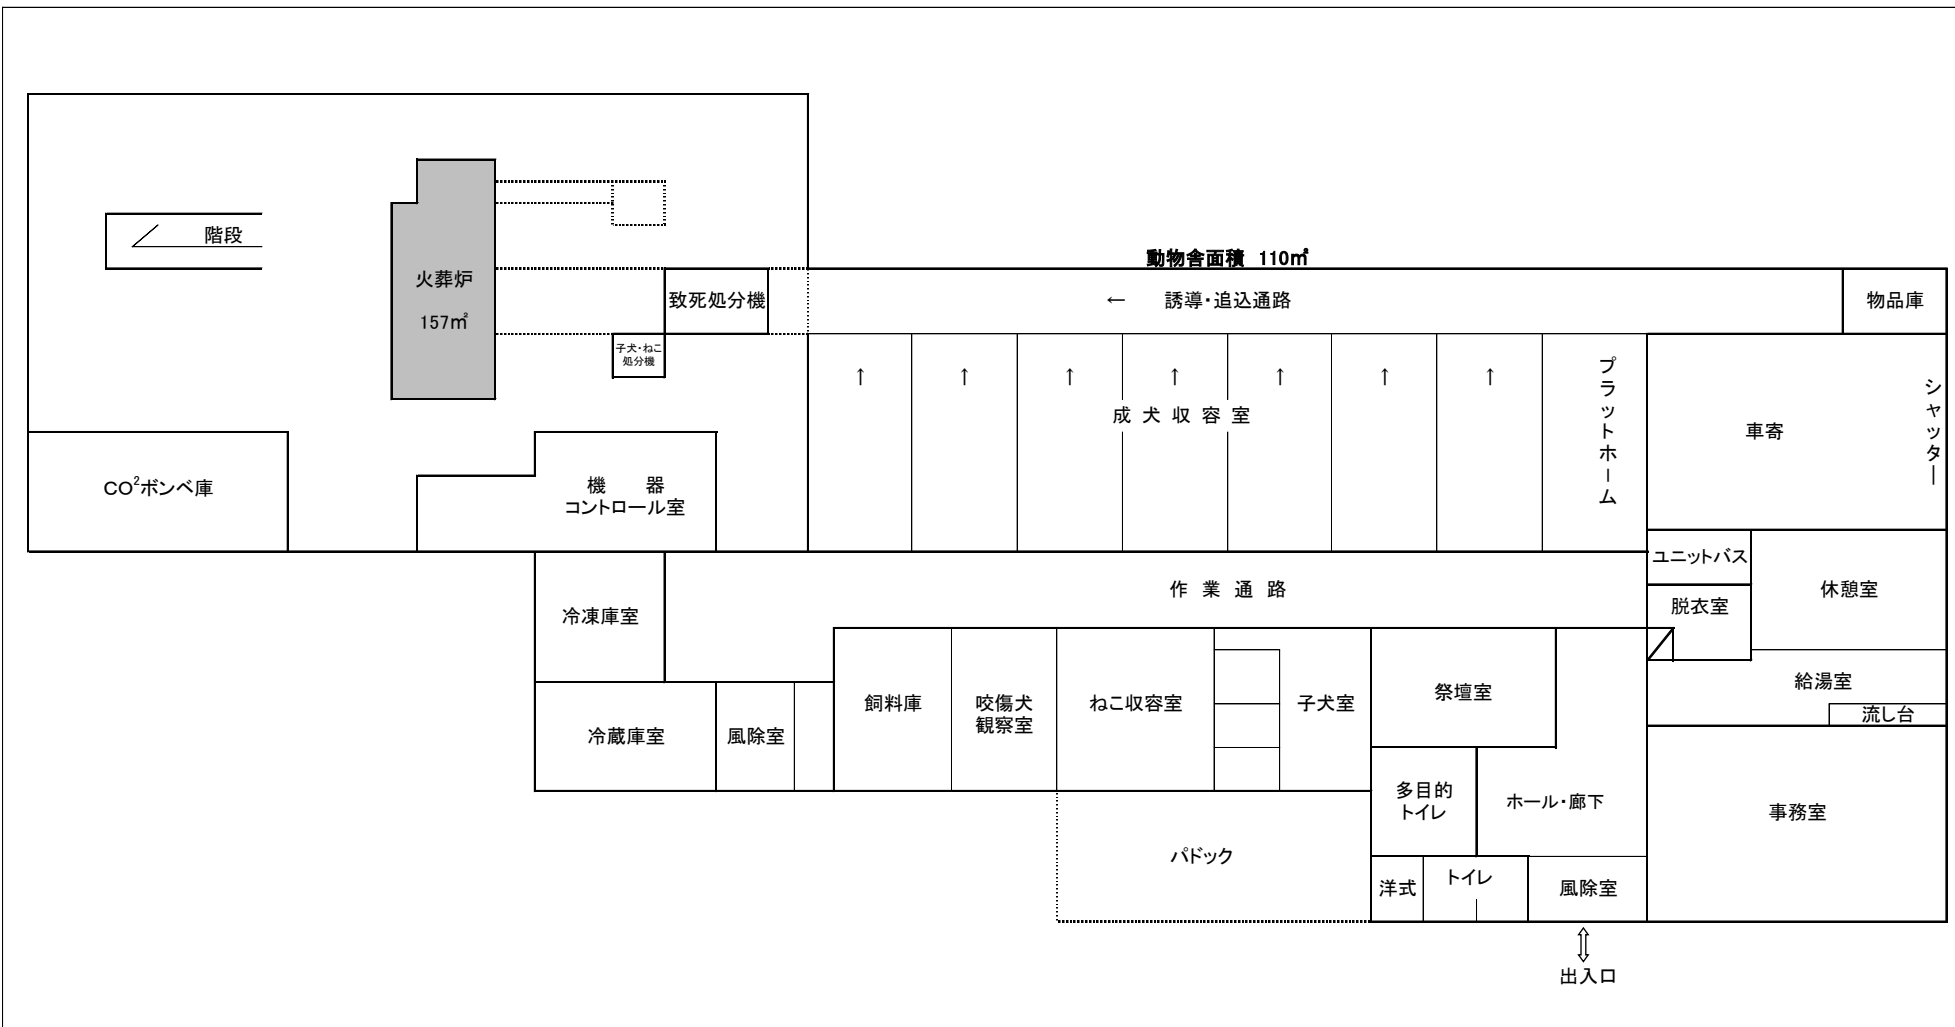 動物舎面積 110㎡
階段
火葬炉
157㎡
致死処分機
← 誘導・追込通路
物品庫
子犬・ねこ
処分機
↑ ↑ ↑ ↑ ↑ ↑ ↑
成犬収容室
プラットホーム
車寄
シャッター
CO²ボンベ庫
機 器
コントロール室
ユニットバス
作業通路
休憩室
脱衣室
冷凍庫室
給湯室
流し台
飼料庫
咬傷犬
観察室
ねこ収容室
子犬室
祭壇室
冷蔵庫室
風除室
多目的
トイレ
ホール・廊下
事務室
パドック
洋式
トイレ
風除室
出入口